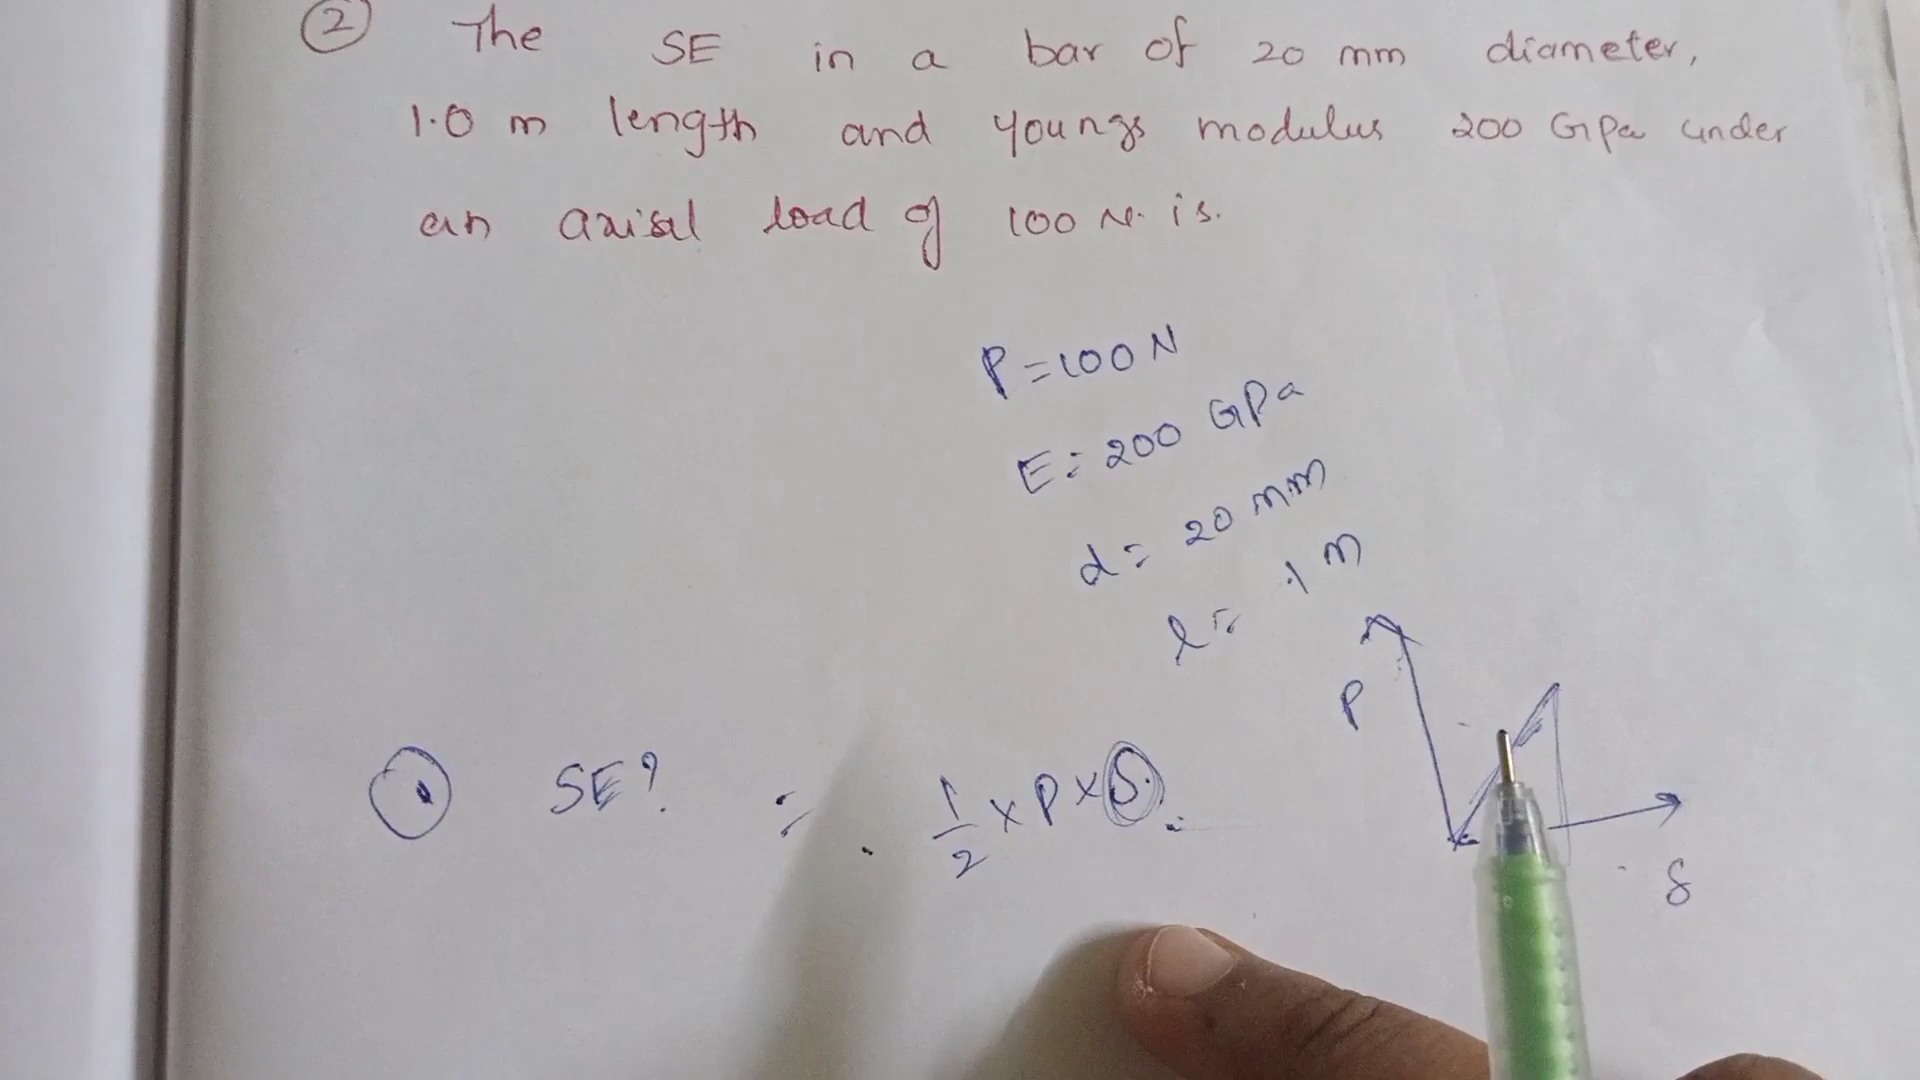 ② The SE in a bar of 20 mm diameter,
1.0 m length and youngs modulus 200 GPa under
an axial load of 100 N. is.
P = 100 N
E = 200 GPa
d = 20 mm
l = 1 m
P
SE? = 1/2 × P × δ.
δ